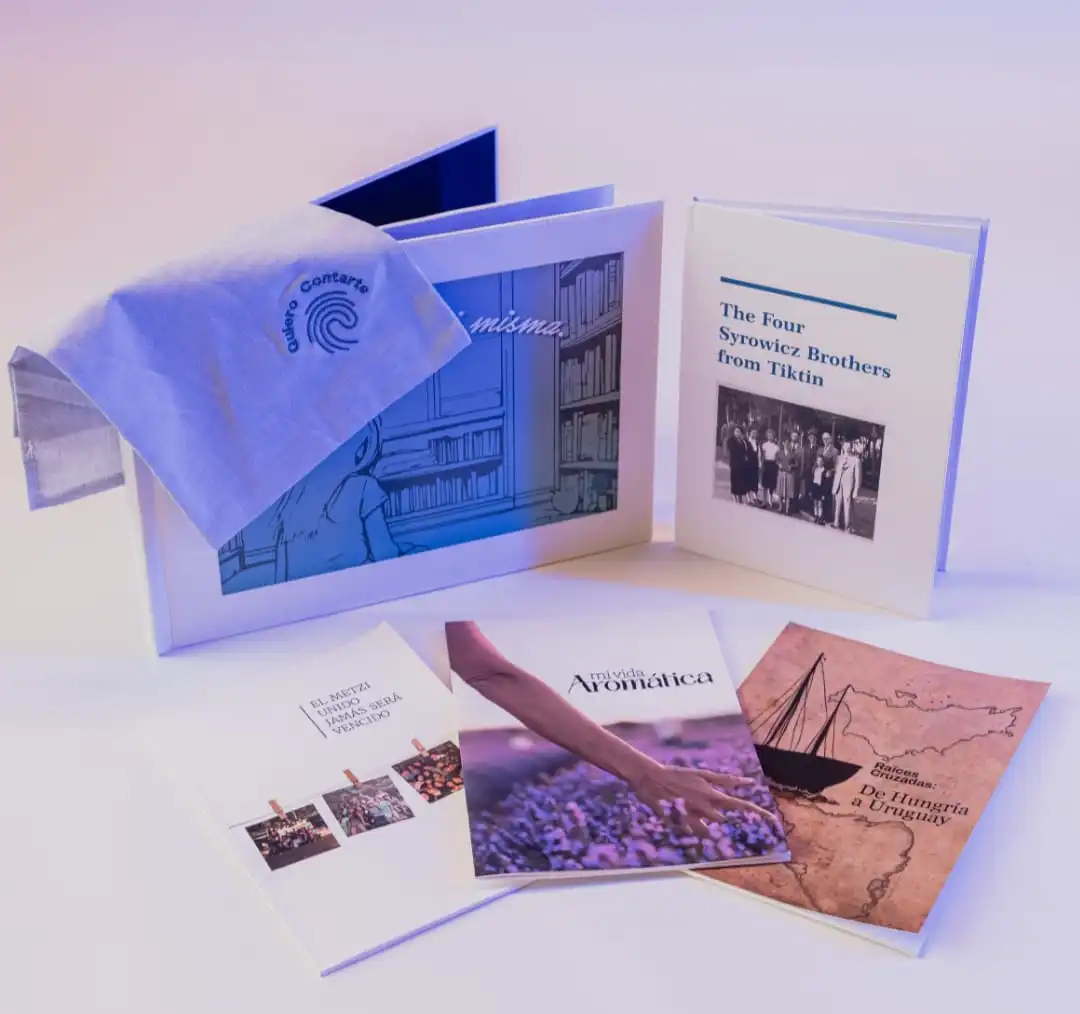 Quiero Contarte
misma.
The Four
Syrowicz Brothers
from Tiktin
EL METZI
UNIDO
JAMÁS SERÁ
VENCIDO
mi vida
Aromática
Raíces
Cruzadas:
De Hungría
a Uruguay